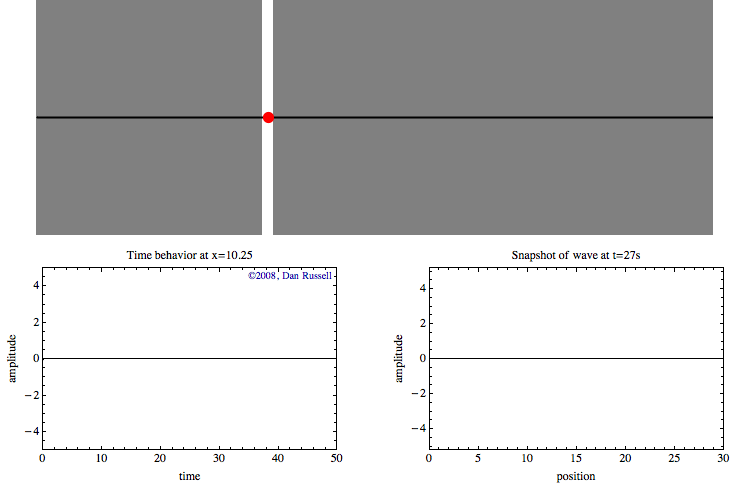 Time behavior at x=10.25
Snapshot of wave at t=27s
©2008, Dan Russell
amplitude
4
2
0
−2
−4
0 10 20 30 40 50
time
amplitude
4
2
0
−2
−4
0 5 10 15 20 25 30
position